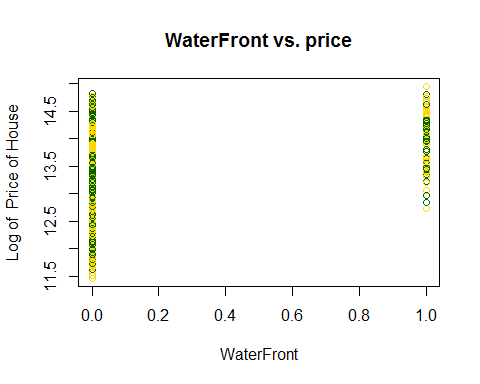 WaterFront vs. price
Log of  Price of House
14.5
13.5
12.5
11.5
0.0 0.2 0.4 0.6 0.8 1.0
WaterFront